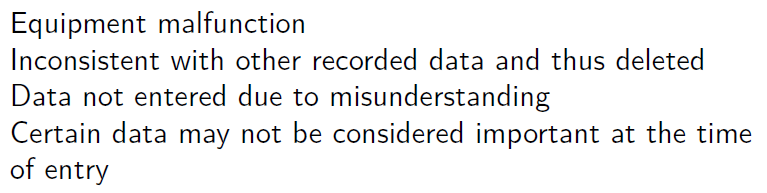 Equipment malfunction
Inconsistent with other recorded data and thus deleted
Data not entered due to misunderstanding
Certain data may not be considered important at the time
of entry